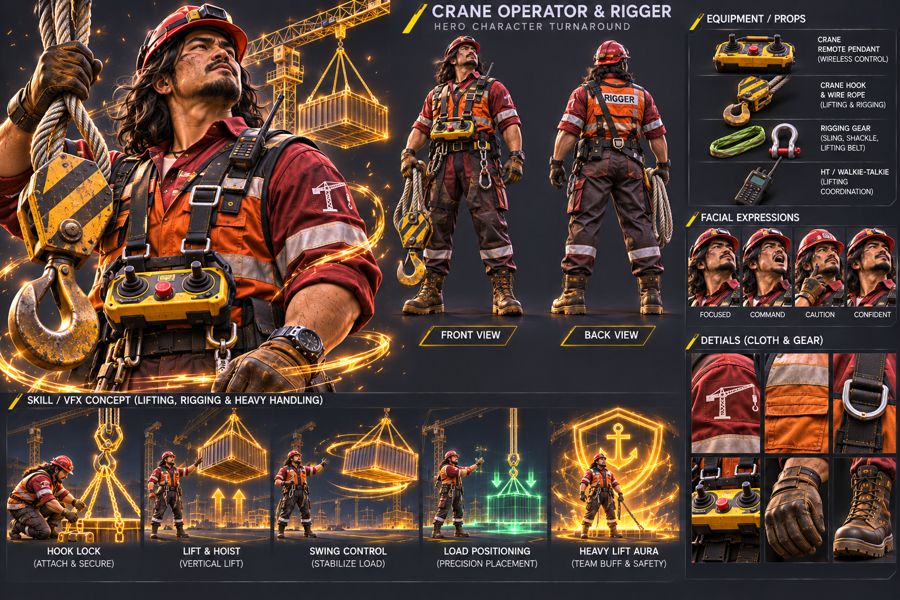 CRANE OPERATOR & RIGGER
HERO CHARACTER TURNAROUND
RIGGER
FRONT VIEW
BACK VIEW
EQUIPMENT / PROPS
CRANE
REMOTE PENDANT
(WIRELESS CONTROL)
CRANE HOOK
& WIRE ROPE
(LIFTING & RIGGING)
RIGGING GEAR
(SLING, SHACKLE,
LIFTING BELT)
HT / WALKIE-TALKIE
(LIFTING
COORDINATION)
FACIAL EXPRESSIONS
FOCUSED
COMMAND
CAUTION
CONFIDENT
DETIALS (CLOTH & GEAR)
SKILL / VFX CONCEPT (LIFTING, RIGGING & HEAVY HANDLING)
HOOK LOCK
(ATTACH & SECURE)
LIFT & HOIST
(VERTICAL LIFT)
SWING CONTROL
(STABILIZE LOAD)
LOAD POSITIONING
(PRECISION PLACEMENT)
HEAVY LIFT AURA
(TEAM BUFF & SAFETY)